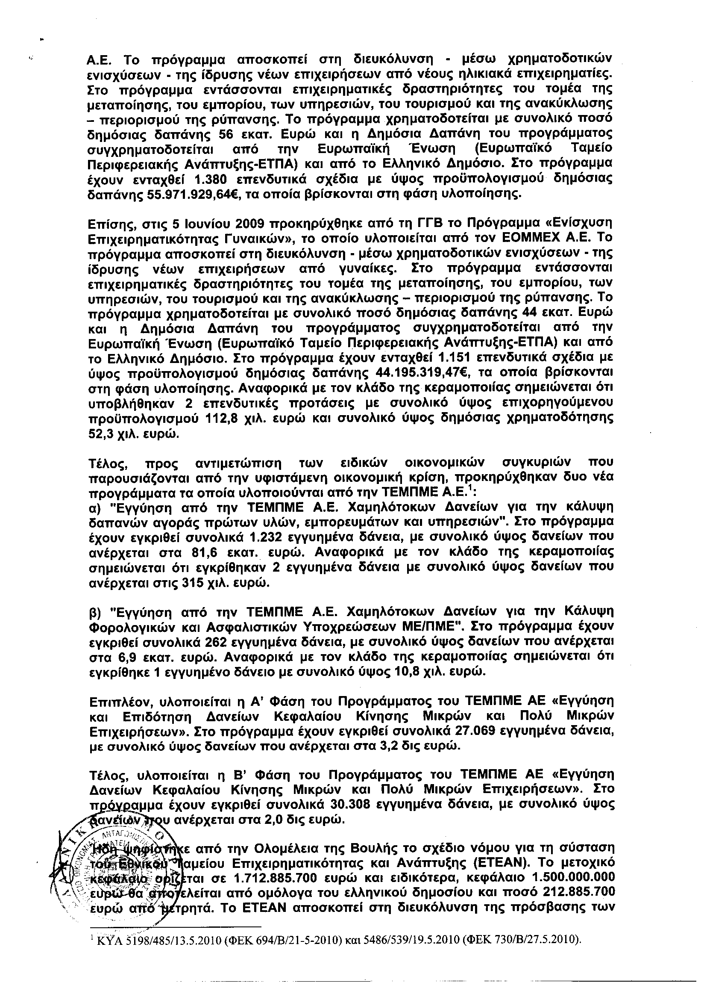 Α.Ε. Το πρόγραμμα αποσκοπεί στη διευκόλυνση - μέσω χρηματοδοτικών
ενισχύσεων - της ίδρυσης νέων επιχειρήσεων από νέους ηλικιακά επιχειρηματίες.
Στο πρόγραμμα εντάσσονται επιχειρηματικές δραστηριότητες του τομέα της
μεταποίησης, του εμπορίου, των υπηρεσιών, του τουρισμού και της ανακύκλωσης
– περιορισμού της ρύπανσης. Το πρόγραμμα χρηματοδοτείται με συνολικό ποσό
δημόσιας δαπάνης 56 εκατ. Ευρώ και η Δημόσια Δαπάνη του προγράμματος
συγχρηματοδοτείται από την Ευρωπαϊκή Ένωση (Ευρωπαϊκό Ταμείο
Περιφερειακής Ανάπτυξης-ΕΤΠΑ) και από το Ελληνικό Δημόσιο. Στο πρόγραμμα
έχουν ενταχθεί 1.380 επενδυτικά σχέδια με ύψος προϋπολογισμού δημόσιας
δαπάνης 55.971.929,64€, τα οποία βρίσκονται στη φάση υλοποίησης.
Επίσης, στις 5 Ιουνίου 2009 προκηρύχθηκε από τη ΓΓΒ το Πρόγραμμα «Ενίσχυση
Επιχειρηματικότητας Γυναικών», το οποίο υλοποιείται από τον ΕΟΜΜΕΧ Α.Ε. Το
πρόγραμμα αποσκοπεί στη διευκόλυνση - μέσω χρηματοδοτικών ενισχύσεων - της
ίδρυσης νέων επιχειρήσεων από γυναίκες. Στο πρόγραμμα εντάσσονται
επιχειρηματικές δραστηριότητες του τομέα της μεταποίησης, του εμπορίου, των
υπηρεσιών, του τουρισμού και της ανακύκλωσης – περιορισμού της ρύπανσης. Το
πρόγραμμα χρηματοδοτείται με συνολικό ποσό δημόσιας δαπάνης 44 εκατ. Ευρώ
και η Δημόσια Δαπάνη του προγράμματος συγχρηματοδοτείται από την
Ευρωπαϊκή Ένωση (Ευρωπαϊκό Ταμείο Περιφερειακής Ανάπτυξης-ΕΤΠΑ) και από
το Ελληνικό Δημόσιο. Στο πρόγραμμα έχουν ενταχθεί 1.151 επενδυτικά σχέδια με
ύψος προϋπολογισμού δημόσιας δαπάνης 44.195.319,47€, τα οποία βρίσκονται
στη φάση υλοποίησης. Αναφορικά με τον κλάδο της κεραμοποιίας σημειώνεται ότι
υποβλήθηκαν 2 επενδυτικές προτάσεις με συνολικό ύψος επιχορηγούμενου
προϋπολογισμού 112,8 χιλ. ευρώ και συνολικό ύψος δημόσιας χρηματοδότησης
52,3 χιλ. ευρώ.
Τέλος, προς αντιμετώπιση των ειδικών οικονομικών συγκυριών που
παρουσιάζονται από την υφιστάμενη οικονομική κρίση, προκηρύχθηκαν δυο νέα
προγράμματα τα οποία υλοποιούνται από την ΤΕΜΠΜΕ Α.Ε.¹:
α) "Εγγύηση από την ΤΕΜΠΜΕ Α.Ε. Χαμηλότοκων Δανείων για την κάλυψη
δαπανών αγοράς πρώτων υλών, εμπορευμάτων και υπηρεσιών". Στο πρόγραμμα
έχουν εγκριθεί συνολικά 1.232 εγγυημένα δάνεια, με συνολικό ύψος δανείων που
ανέρχεται στα 81,6 εκατ. ευρώ. Αναφορικά με τον κλάδο της κεραμοποιίας
σημειώνεται ότι εγκρίθηκαν 2 εγγυημένα δάνεια με συνολικό ύψος δανείων που
ανέρχεται στις 315 χιλ. ευρώ.
β) "Εγγύηση από την ΤΕΜΠΜΕ Α.Ε. Χαμηλότοκων Δανείων για την Κάλυψη
Φορολογικών και Ασφαλιστικών Υποχρεώσεων ΜΕ/ΠΜΕ". Στο πρόγραμμα έχουν
εγκριθεί συνολικά 262 εγγυημένα δάνεια, με συνολικό ύψος δανείων που ανέρχεται
στα 6,9 εκατ. ευρώ. Αναφορικά με τον κλάδο της κεραμοποιίας σημειώνεται ότι
εγκρίθηκε 1 εγγυημένο δάνειο με συνολικό ύψος 10,8 χιλ. ευρώ.
Επιπλέον, υλοποιείται η Α' Φάση του Προγράμματος του ΤΕΜΠΜΕ ΑΕ «Εγγύηση
και Επιδότηση Δανείων Κεφαλαίου Κίνησης Μικρών και Πολύ Μικρών
Επιχειρήσεων». Στο πρόγραμμα έχουν εγκριθεί συνολικά 27.069 εγγυημένα δάνεια,
με συνολικό ύψος δανείων που ανέρχεται στα 3,2 δις ευρώ.
Τέλος, υλοποιείται η Β' Φάση του Προγράμματος του ΤΕΜΠΜΕ ΑΕ «Εγγύηση
Δανείων Κεφαλαίου Κίνησης Μικρών και Πολύ Μικρών Επιχειρήσεων». Στο
πρόγραμμα έχουν εγκριθεί συνολικά 30.308 εγγυημένα δάνεια, με συνολικό ύψος
δανείων που ανέρχεται στα 2,0 δις ευρώ.
Ήδη ψηφίστηκε από την Ολομέλεια της Βουλής το σχέδιο νόμου για τη σύσταση
του Εθνικού Ταμείου Επιχειρηματικότητας και Ανάπτυξης (ΕΤΕΑΝ). Το μετοχικό
κεφάλαιο ορίζεται σε 1.712.885.700 ευρώ και ειδικότερα, κεφάλαιο 1.500.000.000
ευρώ θα αποτελείται από ομόλογα του ελληνικού δημοσίου και ποσό 212.885.700
ευρώ από μετρητά. Το ΕΤΕΑΝ αποσκοπεί στη διευκόλυνση της πρόσβασης των
¹ ΚΥΑ 5198/485/13.5.2010 (ΦΕΚ 694/Β/21-5-2010) και 5486/539/19.5.2010 (ΦΕΚ 730/Β/27.5.2010).